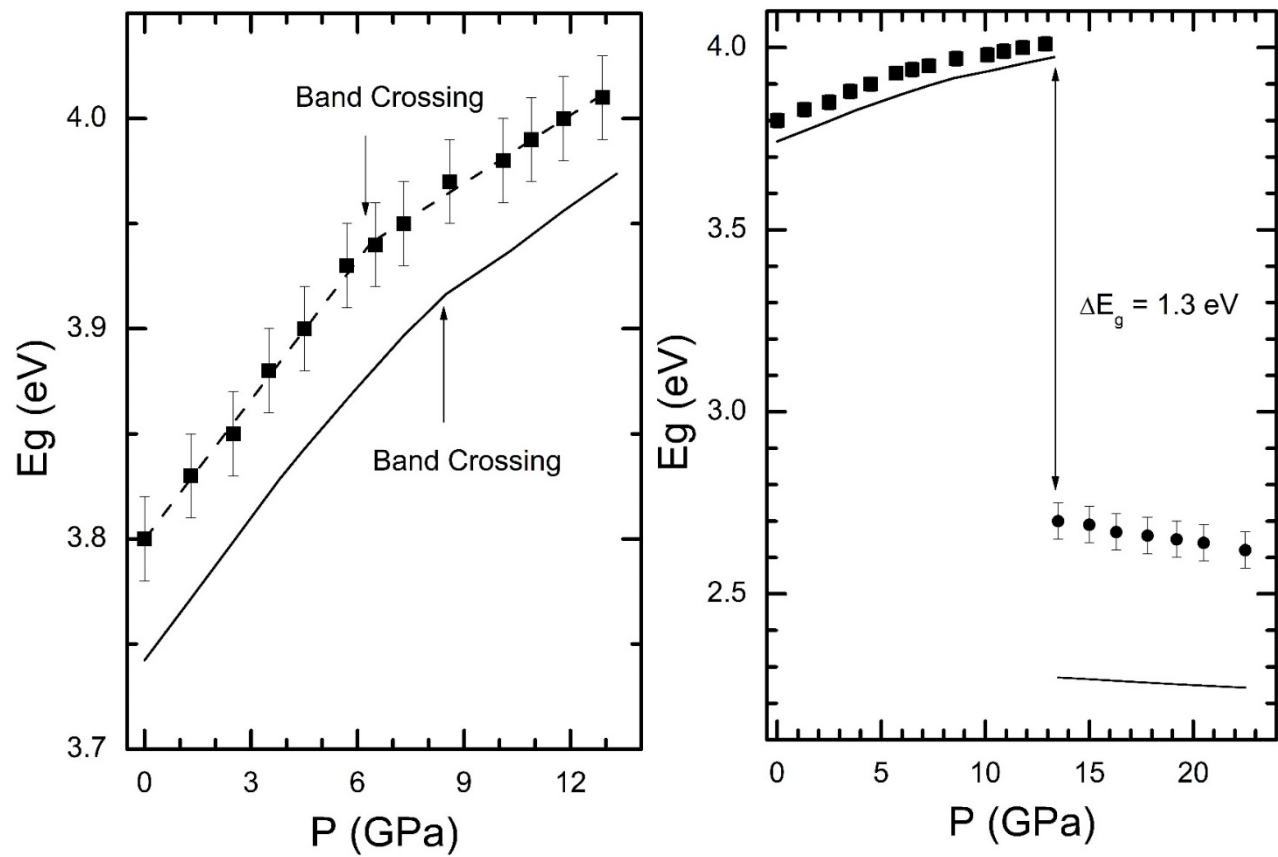 Band Crossing
Band Crossing
4.0
3.9
3.8
3.7
Eg (eV)
0 3 6 9 12
P (GPa)
4.0
3.5
3.0
2.5
Eg (eV)
ΔEg = 1.3 eV
0 5 10 15 20
P (GPa)